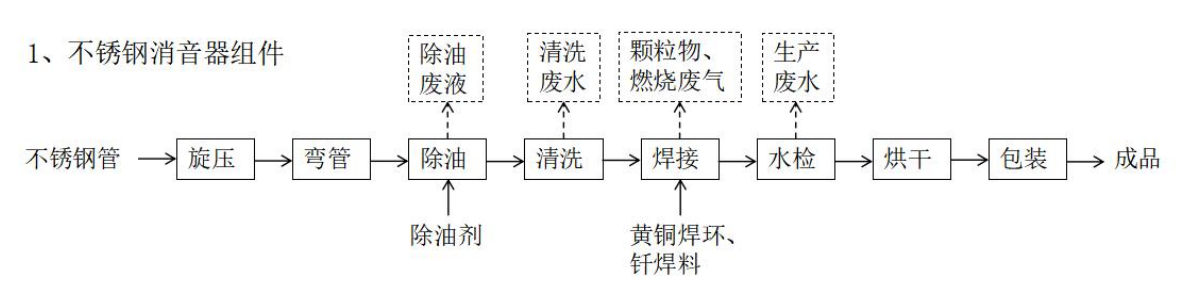 1、不锈钢消音器组件
除油
废液
清洗
废水
颗粒物、
燃烧废气
生产
废水
不锈钢管
旋压
弯管
除油
清洗
焊接
水检
烘干
包装
成品
除油剂
黄铜焊环、
钎焊料